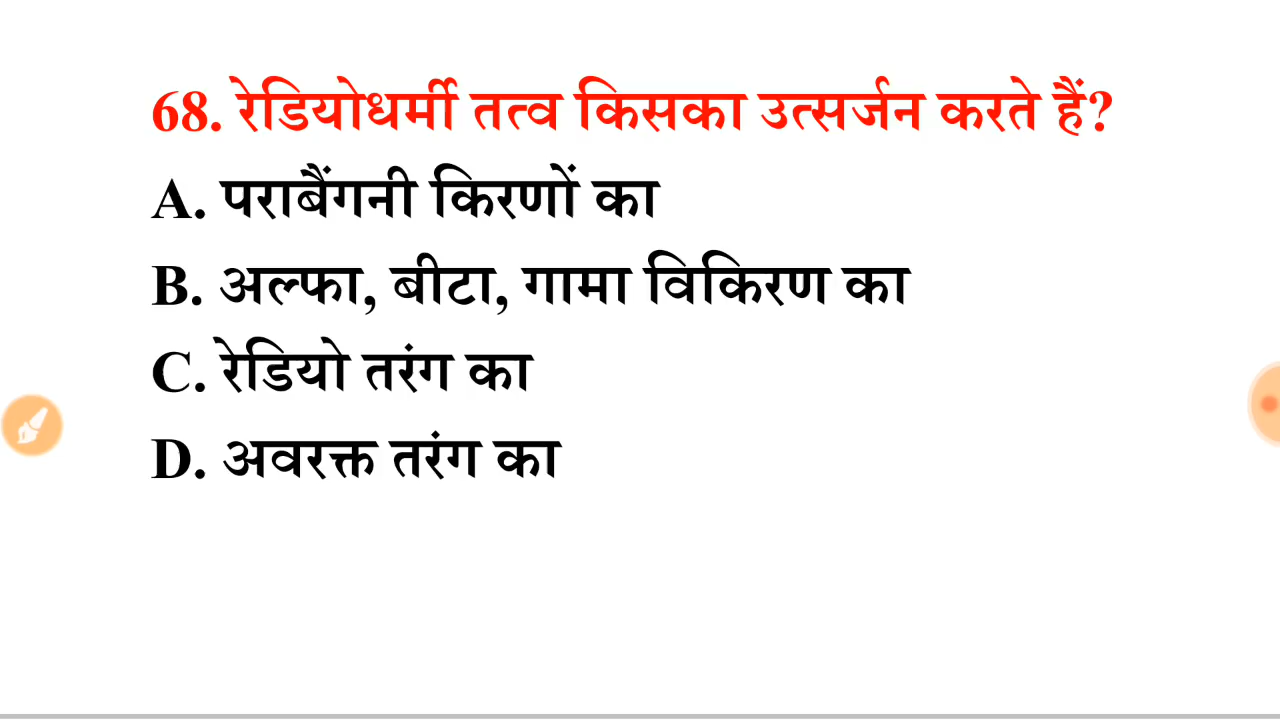 68. रेडियोधर्मी तत्व किसका उत्सर्जन करते हैं?
A. पराबैंगनी किरणों का
B. अल्फा, बीटा, गामा विकिरण का
C. रेडियो तरंग का
D. अवरक्त तरंग का